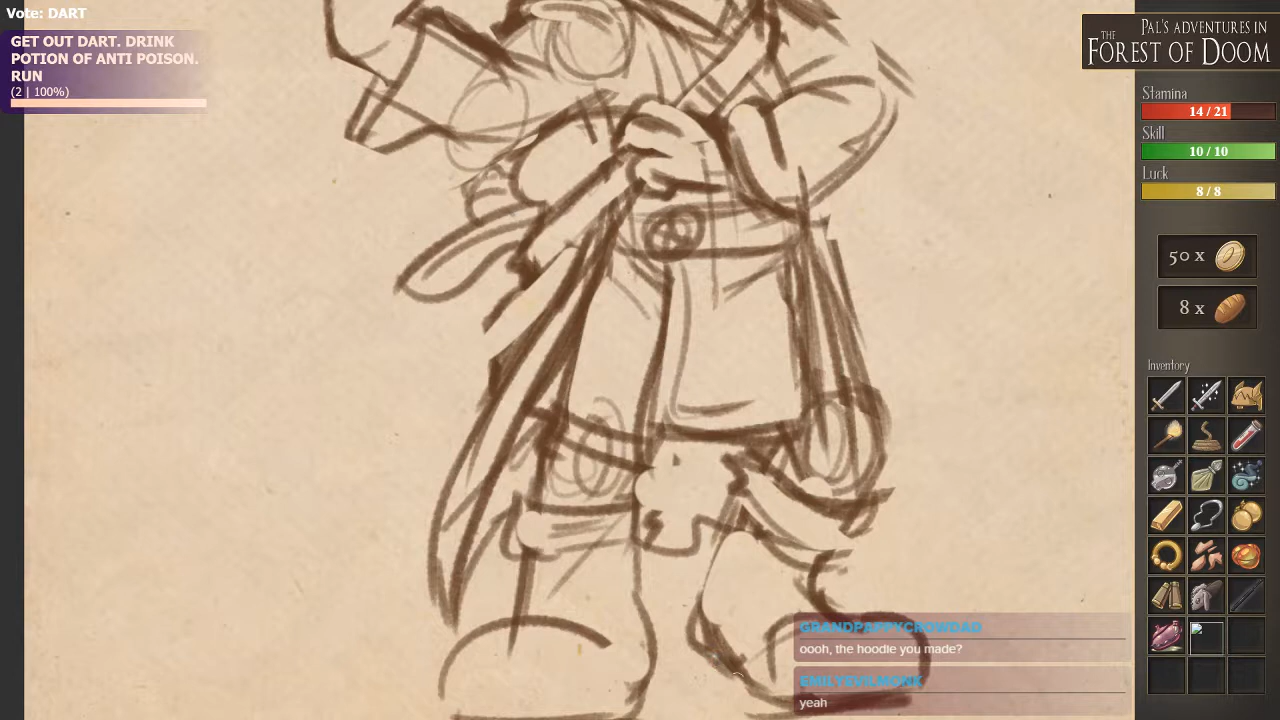 Vote: DART
GET OUT DART. DRINK
POTION OF ANTI POISON.
RUN
(2 | 100%)
PAL'S ADVENTURES IN
THE
FOREST OF DOOM
Stamina
14 / 21
Skill
10 / 10
Luck
8 / 8
50 x
8 x
Inventory
GRANDPAPPYCROWDAD
oooh, the hoodie you made?
EMILYEVILMONK
yeah